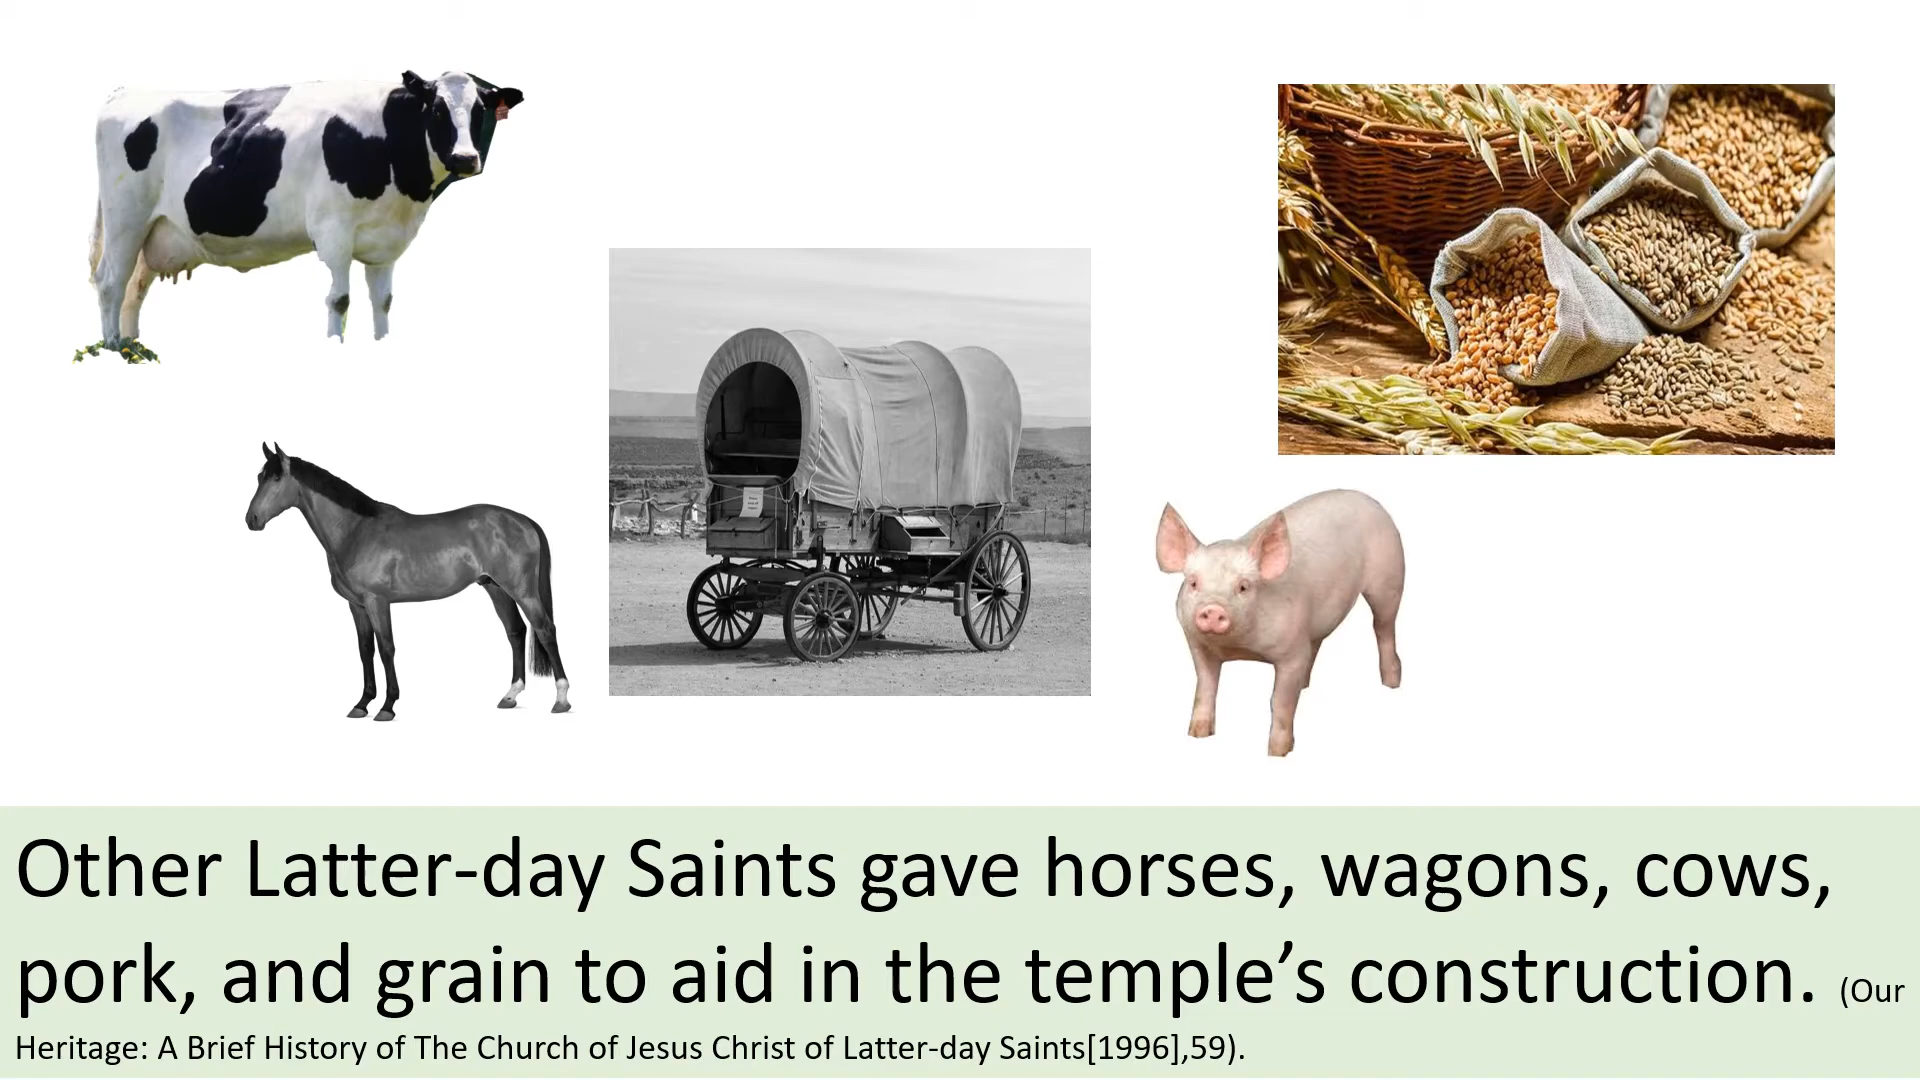 Other Latter-day Saints gave horses, wagons, cows,
pork, and grain to aid in the temple’s construction. (Our
Heritage: A Brief History of The Church of Jesus Christ of Latter-day Saints[1996],59).